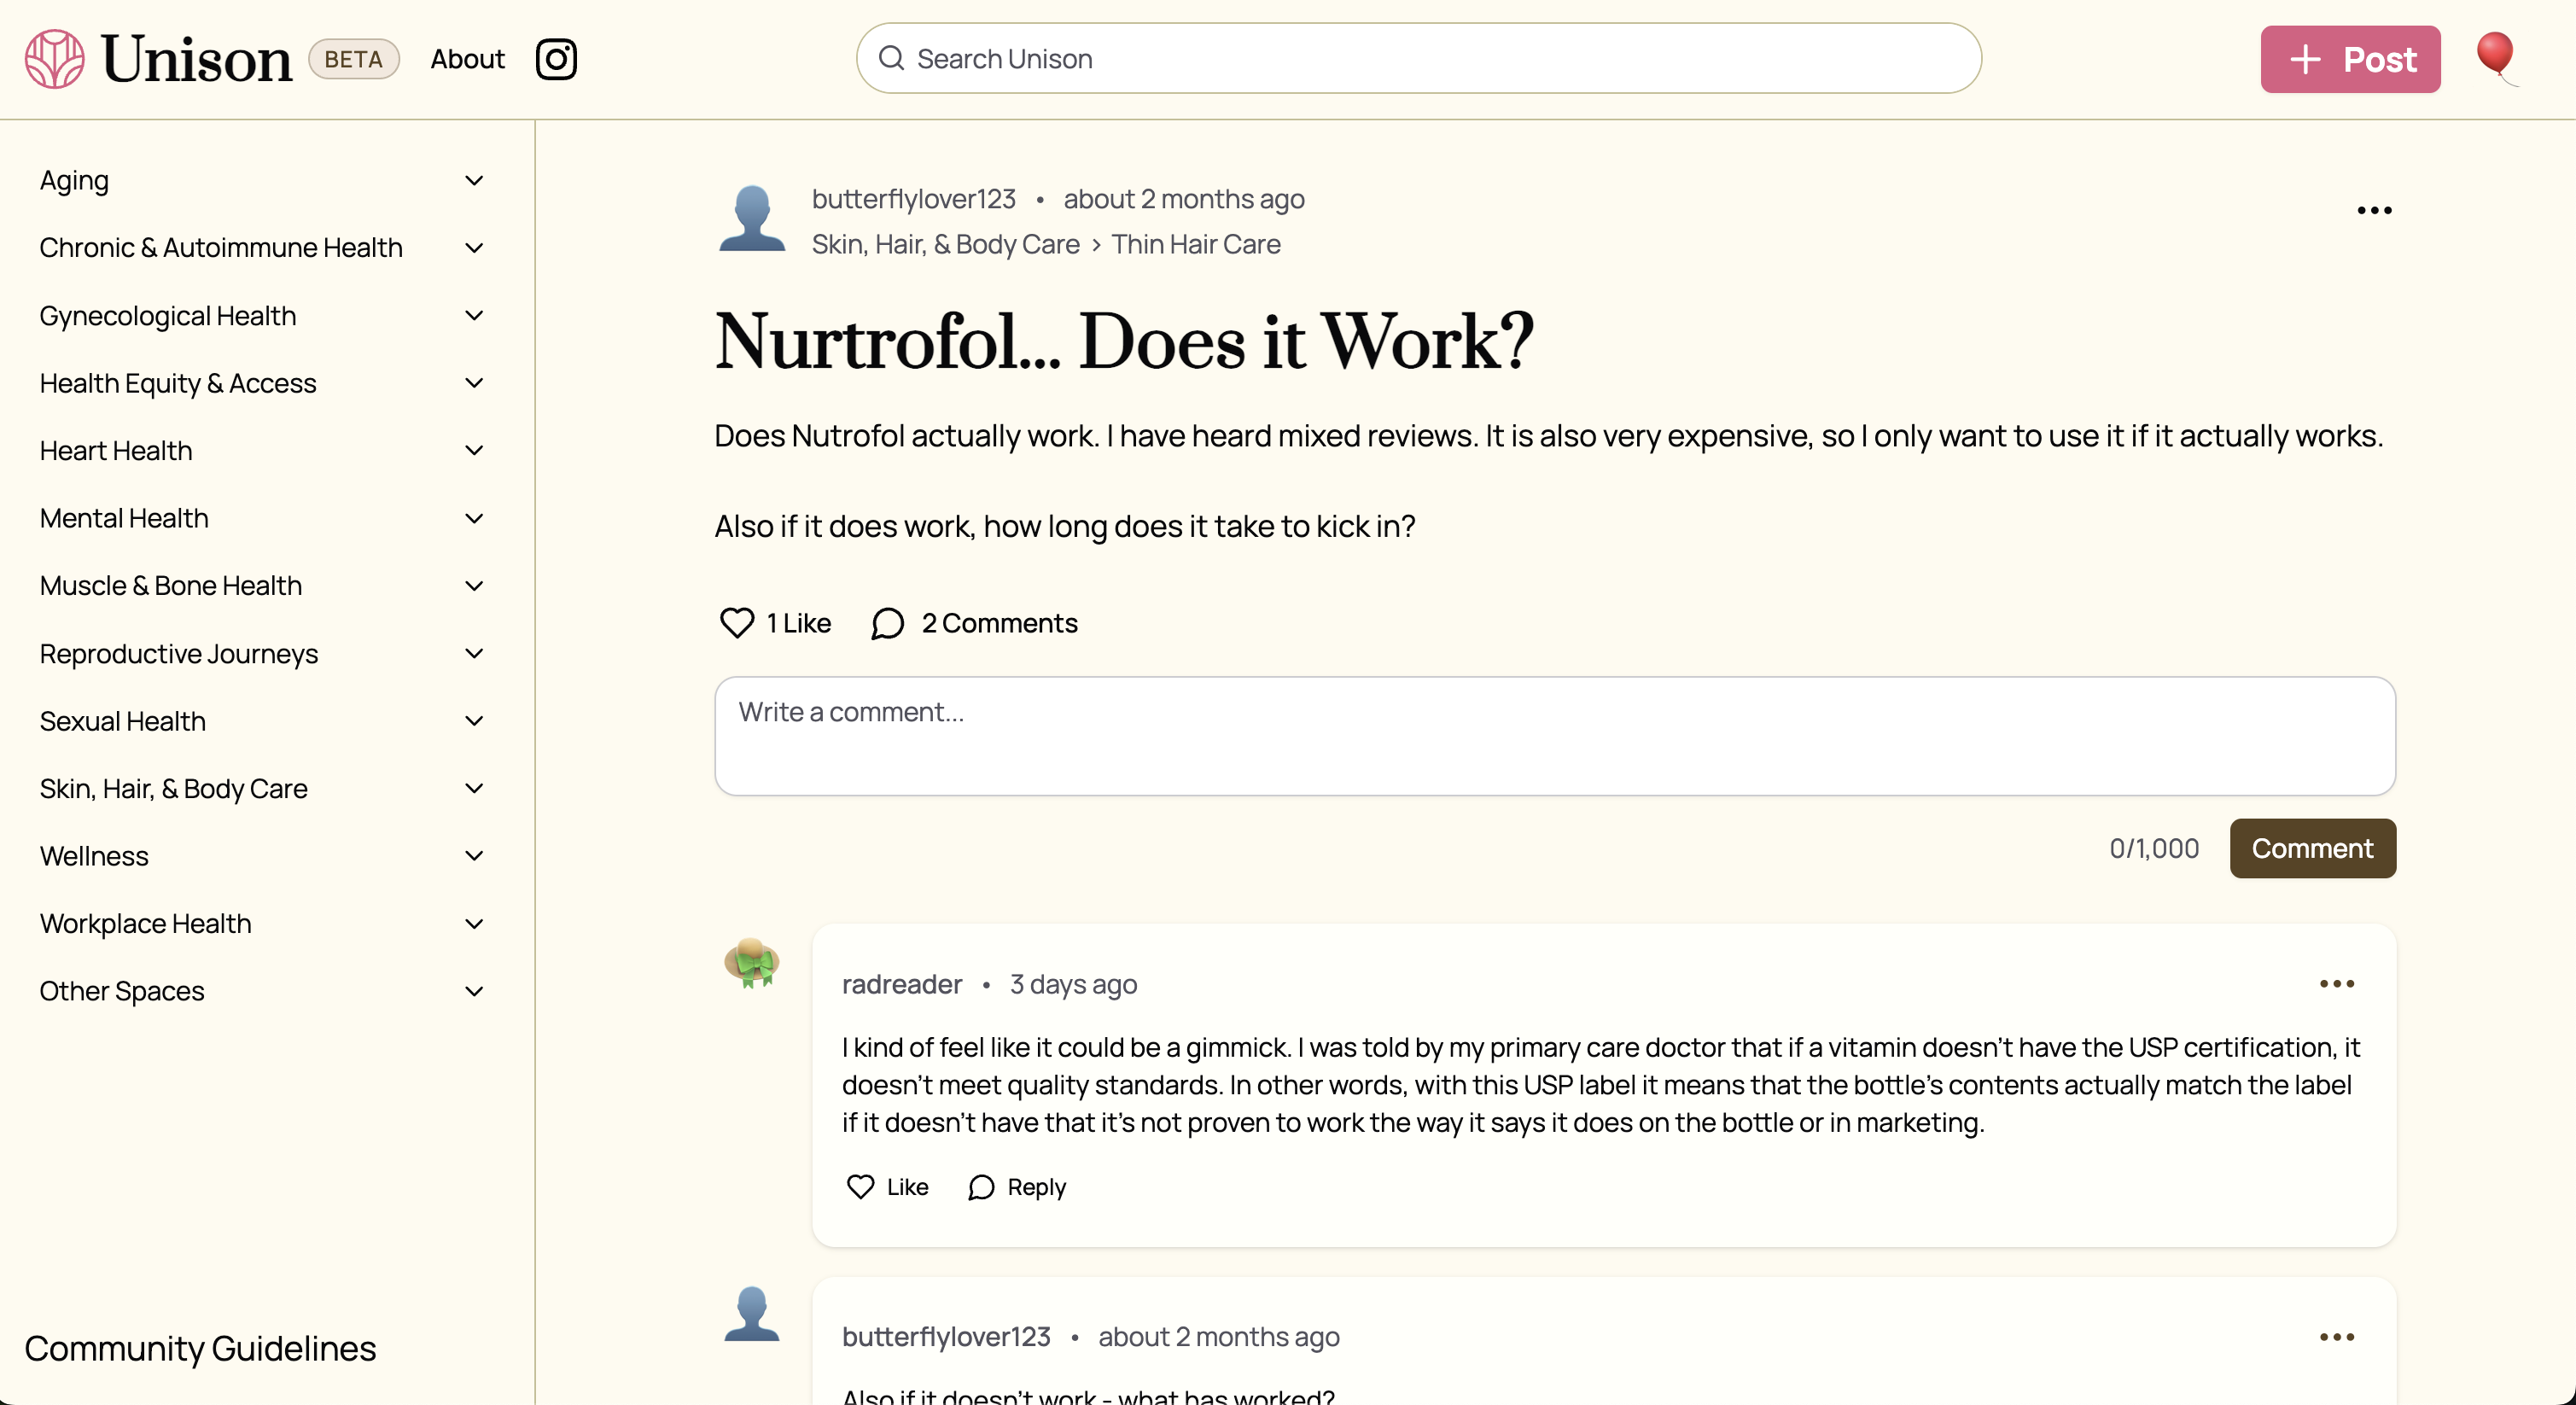 Unison BETA About Search Unison + Post
Aging
Chronic & Autoimmune Health
Gynecological Health
Health Equity & Access
Heart Health
Mental Health
Muscle & Bone Health
Reproductive Journeys
Sexual Health
Skin, Hair, & Body Care
Wellness
Workplace Health
Other Spaces
Community Guidelines
butterflylover123 • about 2 months ago
Skin, Hair, & Body Care › Thin Hair Care
Nurtrofol... Does it Work?
Does Nutrofol actually work. I have heard mixed reviews. It is also very expensive, so I only want to use it if it actually works.
Also if it does work, how long does it take to kick in?
1 Like 2 Comments
Write a comment...
0/1,000 Comment
radreader • 3 days ago
I kind of feel like it could be a gimmick. I was told by my primary care doctor that if a vitamin doesn't have the USP certification, it
doesn't meet quality standards. In other words, with this USP label it means that the bottle's contents actually match the label
if it doesn't have that it's not proven to work the way it says it does on the bottle or in marketing.
Like Reply
butterflylover123 • about 2 months ago
Also if it doesn't work - what has worked?